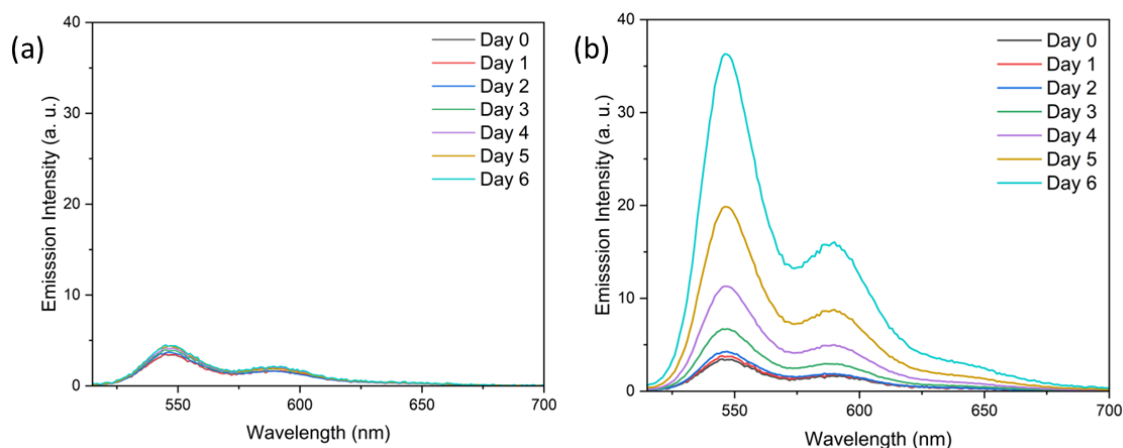 (a)
Emisssion Intensity (a. u.)
40
30
20
10
0
550
600
650
700
Wavelength (nm)
Day 0
Day 1
Day 2
Day 3
Day 4
Day 5
Day 6
(b)
Emisssion Intensity (a. u.)
40
30
20
10
0
550
600
650
700
Wavelength (nm)
Day 0
Day 1
Day 2
Day 3
Day 4
Day 5
Day 6